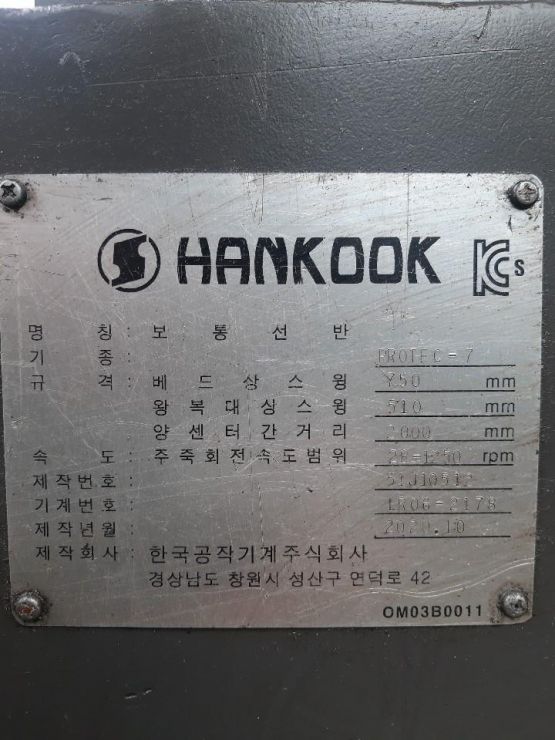 HANKOOK
KCs
명칭 : 보통선반
기종 : PROTEC-7
규격 : 베드상스윙 mm
왕복대상스윙 510 mm
양센터간거리 2000 mm
속도 : 주축회전속도범위 rpm
제작번호 :
기계번호 :
제작년월 : 2020.10
제작회사 : 한국공작기계주식회사
경상남도 창원시 성산구 연덕로 42
OM03B0011